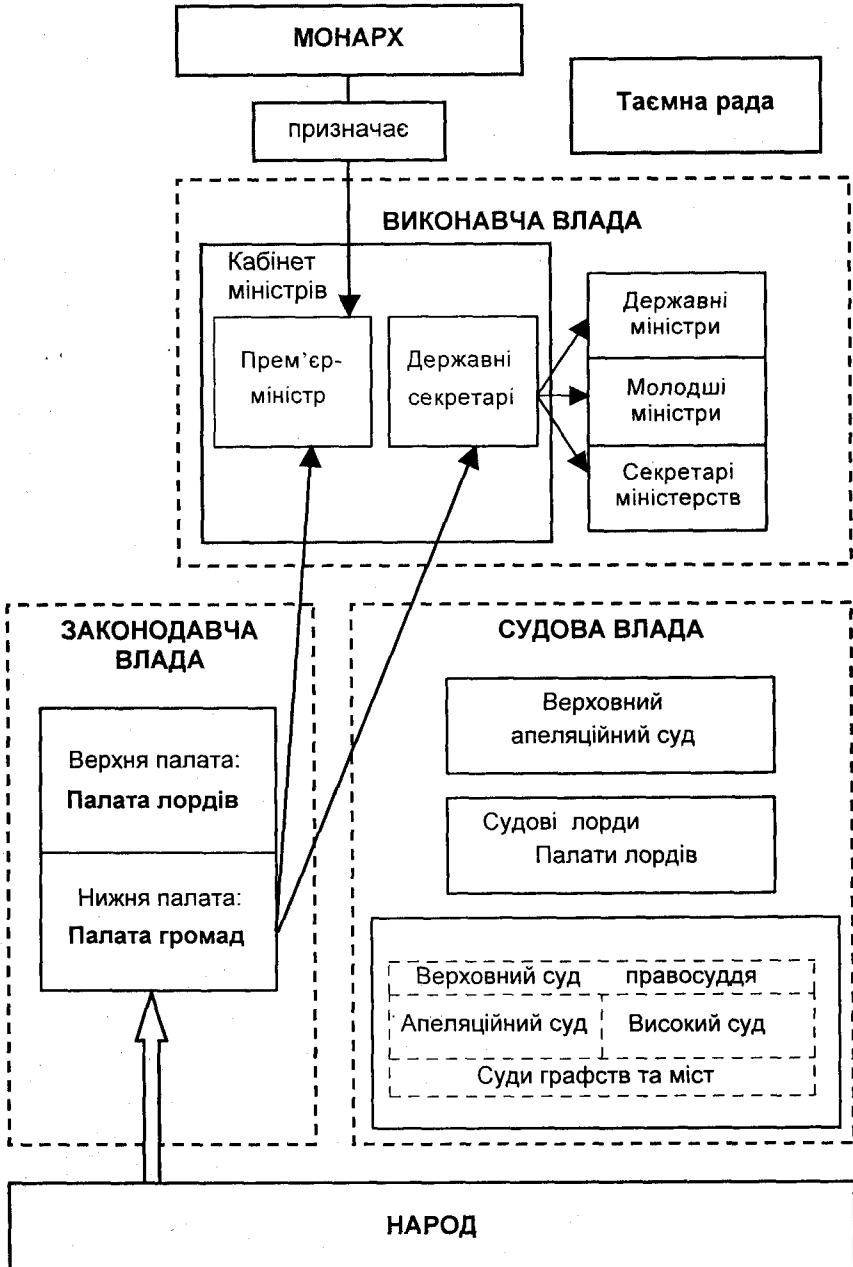 МОНАРХ
Таємна рада
призначає
ВИКОНАВЧА ВЛАДА
Кабінет
міністрів
Прем’єр-
міністр
Державні
секретарі
Державні
міністри
Молодші
міністри
Секретарі
міністерств
ЗАКОНОДАВЧА
ВЛАДА
Верхня палата:
Палата лордів
Нижня палата:
Палата громад
СУДОВА ВЛАДА
Верховний
апеляційний суд
Судові лорди
Палати лордів
Верховний суд правосуддя
Апеляційний суд
Високий суд
Суди графств та міст
НАРОД